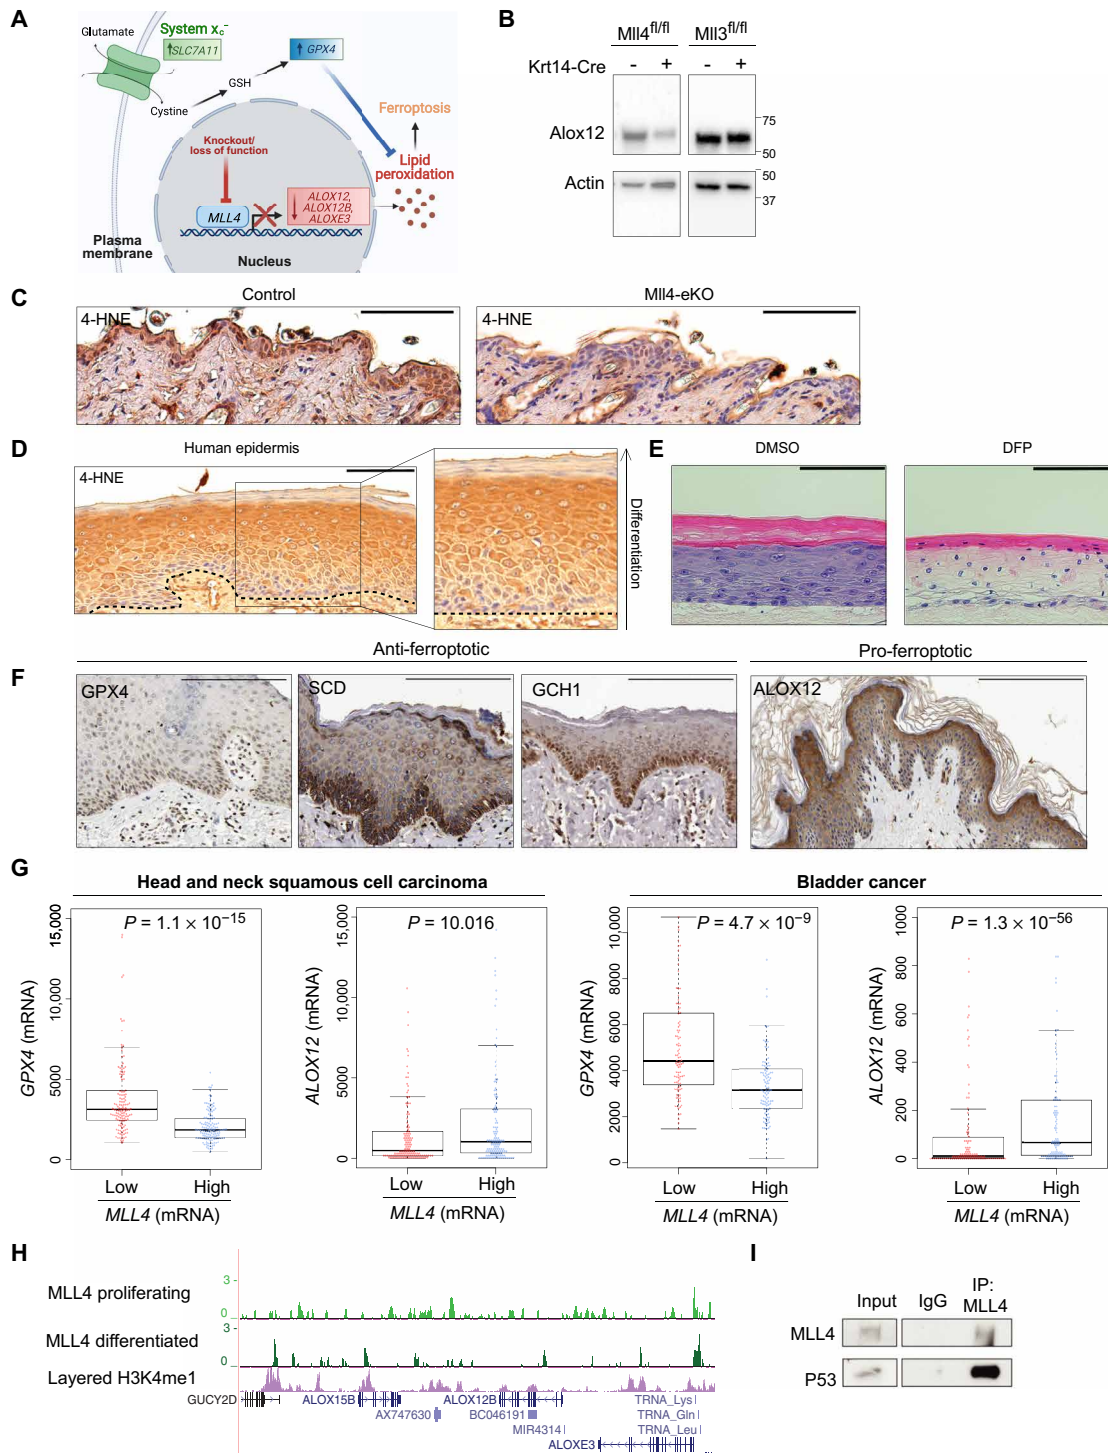 A
Glutamate
System xc−
↑SLC7A11
↑ GPX4
GSH
Cystine
Ferroptosis
Knockout/
loss of function
Lipid
peroxidation
MLL4
↓ ALOX12,
ALOX12B,
ALOXE3
Plasma
membrane
Nucleus
B
Mll4fl/fl Mll3fl/fl
Krt14-Cre - + - +
Alox12
75
50
Actin
50
37
C
Control
Mll4-eKO
4-HNE
4-HNE
D
Human epidermis
4-HNE
Differentiation
E
DMSO
DFP
F
Anti-ferroptotic
Pro-ferroptotic
GPX4
SCD
GCH1
ALOX12
G
Head and neck squamous cell carcinoma
Bladder cancer
P = 1.1 × 10−15
GPX4 (mRNA)
15,000
10,000
5000
0
Low High
MLL4 (mRNA)
P = 10.016
ALOX12 (mRNA)
15,000
10,000
5000
0
Low High
MLL4 (mRNA)
P = 4.7 × 10−9
GPX4 (mRNA)
10,000
8000
6000
4000
2000
0
Low High
MLL4 (mRNA)
P = 1.3 × 10−56
ALOX12 (mRNA)
1000
800
600
400
200
0
Low High
MLL4 (mRNA)
H
MLL4 proliferating
3
0
MLL4 differentiated
3
0
Layered H3K4me1
GUCY2D ALOX15B ALOX12B TRNA_Lys
AX747630 BC046191 TRNA_Gln
MIR4314 TRNA_Leu
ALOXE3
I
Input IgG IP:
MLL4
MLL4
P53